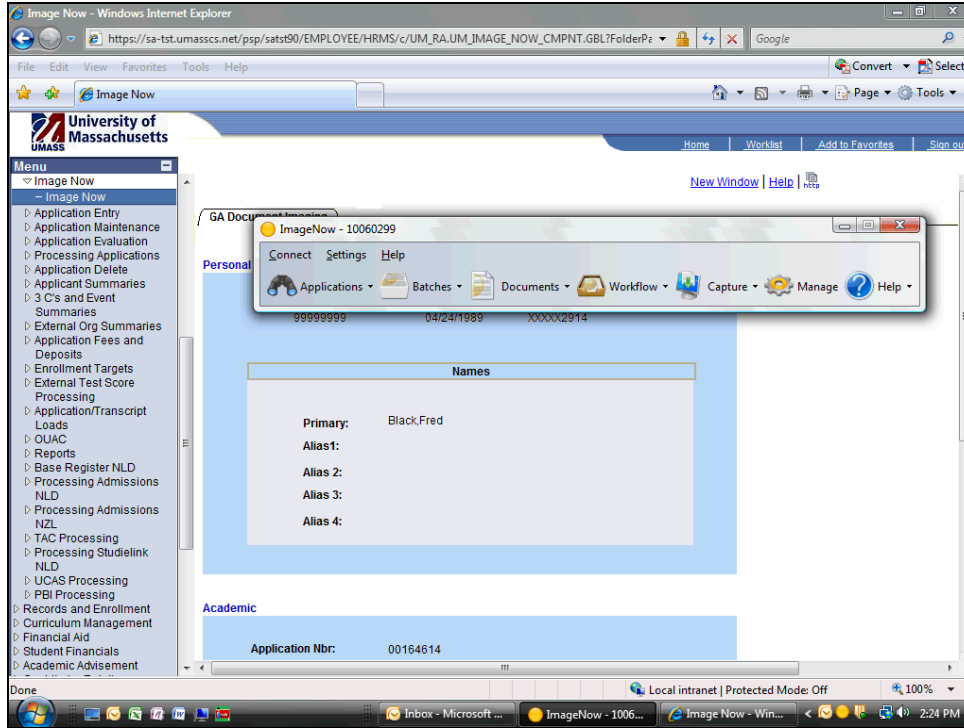 Image Now - Windows Internet Explorer
https://sa-tst.umasscs.net/psp/satst90/EMPLOYEE/HRMS/c/UM_RA.UM_IMAGE_NOW_CMPNT.GBL?FolderPa
Google
File Edit View Favorites Tools Help
Convert Select
Image Now
Page Tools
University of
Massachusetts
UMASS
Home Worklist Add to Favorites Sign ou
Menu
Image Now
Image Now
Application Entry
Application Maintenance
Application Evaluation
Processing Applications
Application Delete
Applicant Summaries
3 C's and Event
Summaries
External Org Summaries
Application Fees and
Deposits
Enrollment Targets
External Test Score
Processing
Application/Transcript
Loads
OUAC
Reports
Base Register NLD
Processing Admissions
NLD
Processing Admissions
NZL
TAC Processing
Processing Studielink
NLD
UCAS Processing
PBI Processing
Records and Enrollment
Curriculum Management
Financial Aid
Student Financials
Academic Advisement
New Window | Help | http
GA Document Imaging
ImageNow - 10060299
Connect Settings Help
Applications Batches Documents Workflow Capture Manage Help
Personal
99999999 04/24/1989 XXXXX2914
Names
Primary: Black,Fred
Alias1:
Alias 2:
Alias 3:
Alias 4:
Academic
Application Nbr: 00164614
Done
Local intranet | Protected Mode: Off
100%
Inbox - Microsoft ...
ImageNow - 1006...
Image Now - Win...
2:24 PM